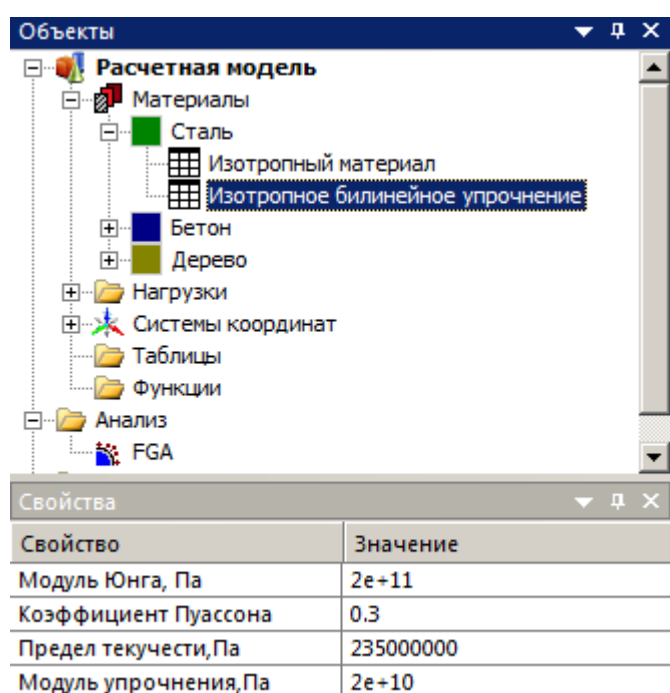 Объекты
Расчетная модель
Материалы
Сталь
Изотропный материал
Изотропное билинейное упрочнение
Бетон
Дерево
Нагрузки
Системы координат
Таблицы
Функции
Анализ
FGA
Свойства
Свойство Значение
Модуль Юнга, Па 2e+11
Коэффициент Пуассона 0.3
Предел текучести,Па 235000000
Модуль упрочнения,Па 2e+10